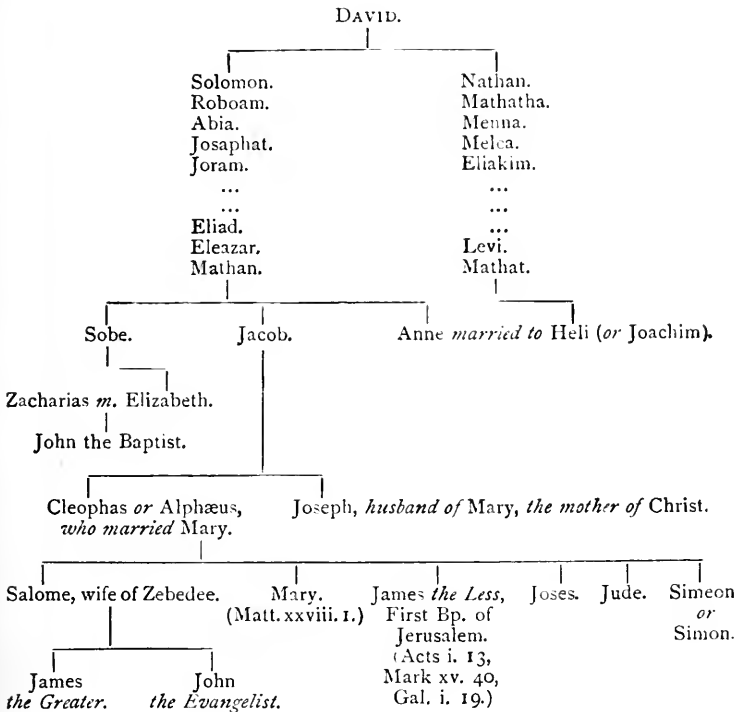 DAVID.
Solomon. Nathan.
Roboam. Mathatha.
Abia. Menna.
Josaphat. Melca.
Joram. Eliakim.
... ...
... ...
Eliad. ...
Eleazar. Levi.
Mathan. Mathat.
Sobe. Jacob. Anne married to Heli (or Joachim).
Zacharias m. Elizabeth.
John the Baptist.
Cleophas or Alphæus, Joseph, husband of Mary, the mother of Christ.
who married Mary.
Salome, wife of Zebedee. Mary. James the Less, Joses. Jude. Simeon
(Matt. xxviii. 1.) First Bp. of or
Jerusalem. Simon.
(Acts i. 13,
James John Mark xv. 40,
the Greater. the Evangelist. Gal. i. 19.)